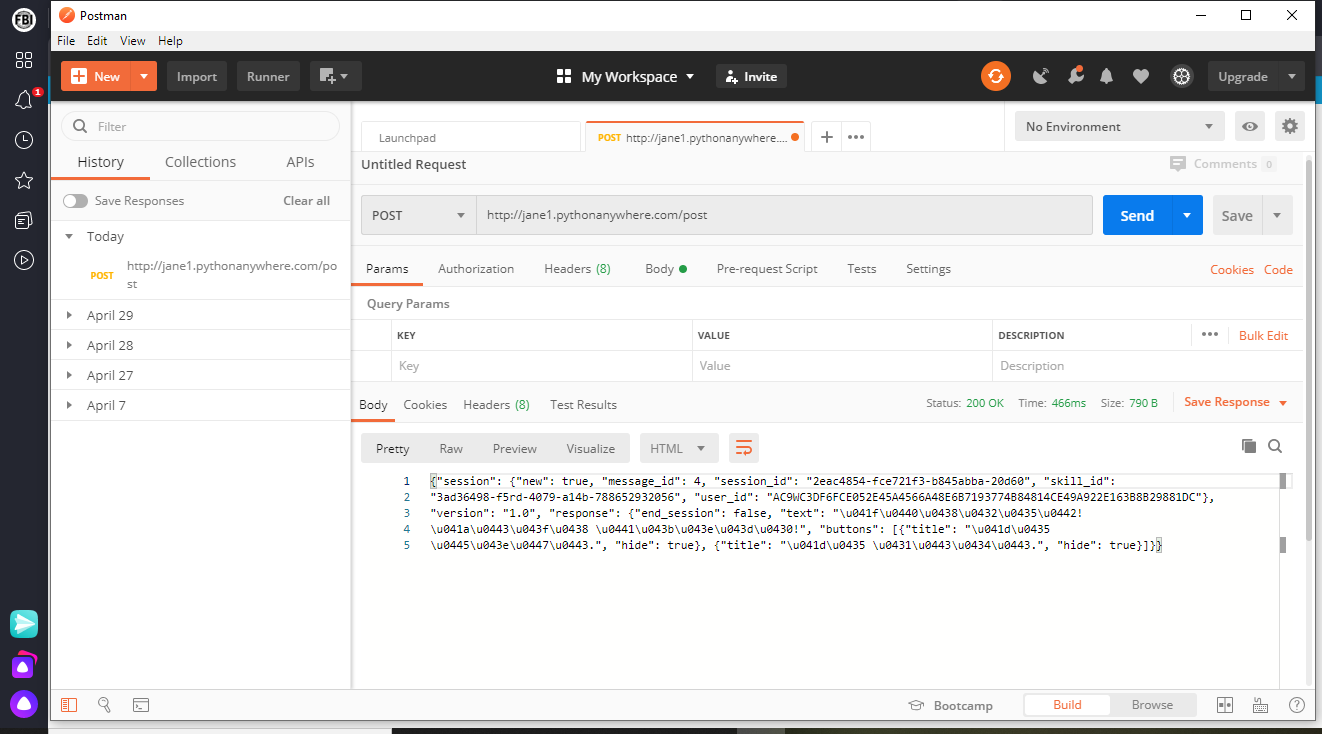 FBI
Postman
File Edit View Help
1
New Import Runner My Workspace Invite Upgrade
Filter
Launchpad POST http://jane1.pythonanywhere.... No Environment
History Collections APIs
Untitled Request Comments 0
Save Responses Clear all
POST http://jane1.pythonanywhere.com/post Send Save
Today
POST http://jane1.pythonanywhere.com/po
st
Params Authorization Headers (8) Body Pre-request Script Tests Settings Cookies Code
Query Params
April 29
April 28
April 27
April 7
KEY VALUE DESCRIPTION Bulk Edit
Key Value Description
Body Cookies Headers (8) Test Results Status: 200 OK Time: 466ms Size: 790 B Save Response
Pretty Raw Preview Visualize HTML
1 {"session": {"new": true, "message_id": 4, "session_id": "2eac4854-fce721f3-b845abba-20d60", "skill_id":
2 "3ad36498-f5rd-4079-a14b-788652932056", "user_id": "AC9WC3DF6FCE052E45A4566A48E6B7193774B84814CE49A922E163B8B29881DC"},
3 "version": "1.0", "response": {"end_session": false, "text": "\u041f\u0440\u0438\u0432\u0435\u0442!
4 \u041a\u0443\u043f\u0438 \u0441\u043b\u043e\u043d\u0430!", "buttons": [{"title": "\u041d\u0435
5 \u0445\u043e\u0447\u0443.", "hide": true}, {"title": "\u041d\u0435 \u0431\u0443\u0434\u0443.", "hide": true}]}}
Bootcamp Build Browse